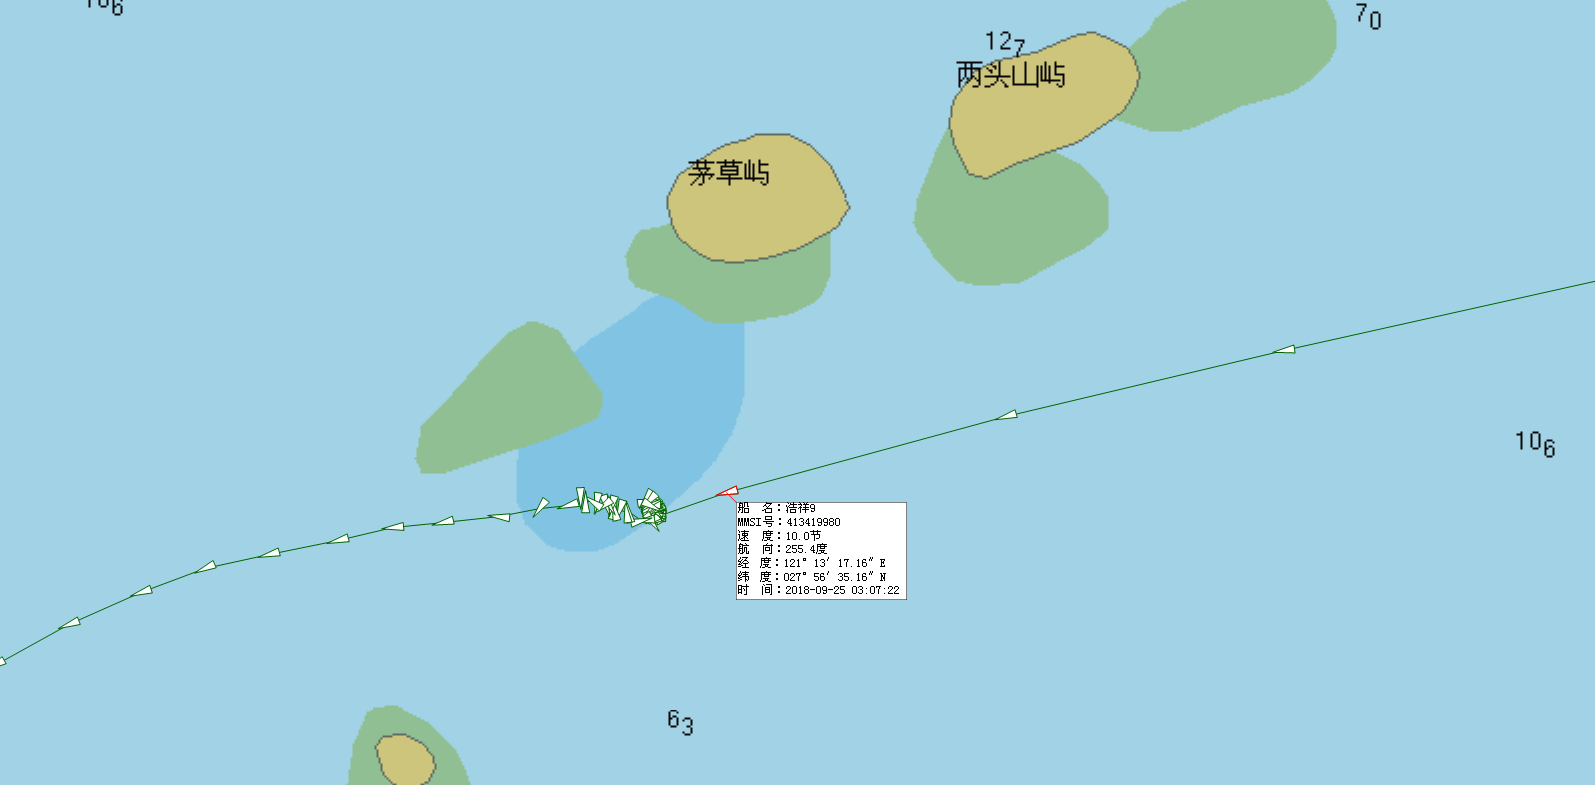 10₆
7₀
12₇
两头山屿
茅草屿
10₆
船 名：浩祥9
MMSI号：413419980
速 度：10.0节
航 向：255.4度
经 度：121° 13′ 17.16″ E
纬 度：027° 56′ 35.16″ N
时 间：2018-09-25 03:07:22
6₃